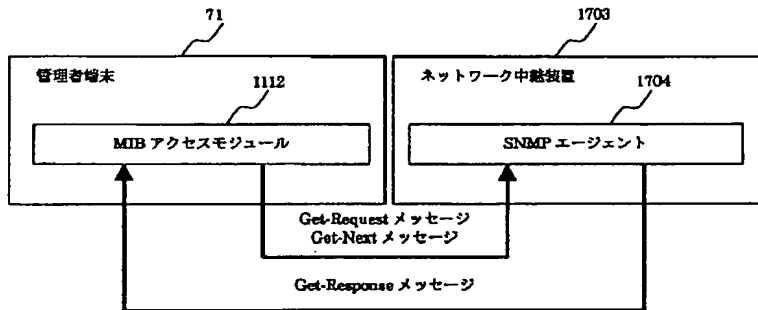 71
1703
管理者端末
ネットワーク中継装置
1112
1704
MIB アクセスモジュール
SNMP エージェント
Get-Request メッセージ
Get-Next メッセージ
Get-Response メッセージ